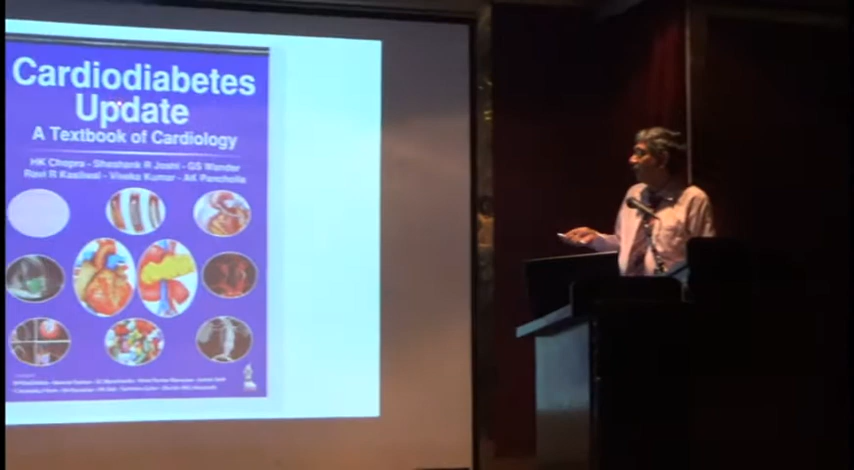 Cardiodiabetes
Update
A Textbook of Cardiology
HK Chopra • Shashank R Joshi • GS Wander
Ravi R Kasliwal • Viveka Kumar • AK Pancholia